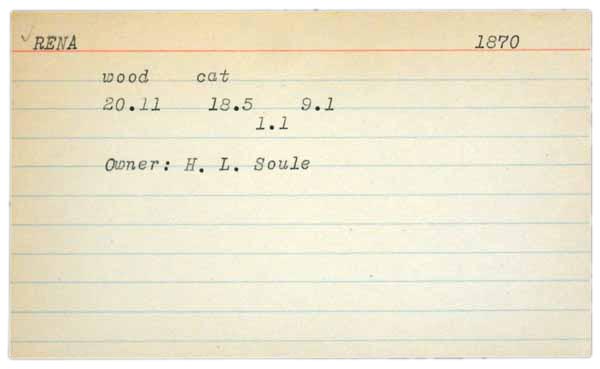 RENA 1870
wood cat
20.11 18.5 9.1
1.1
Owner: H. L. Soule